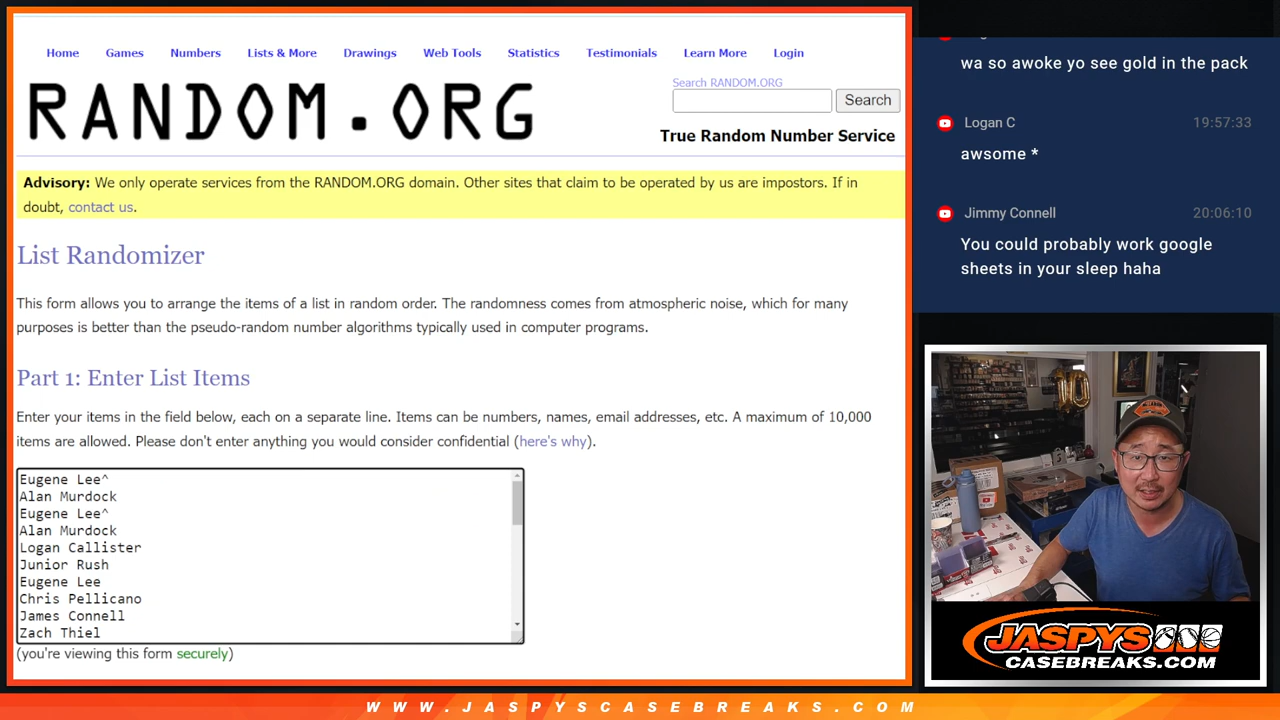 Home Games Numbers Lists & More Drawings Web Tools Statistics Testimonials Learn More Login
RANDOM.ORG
Search RANDOM.ORG
Search
True Random Number Service
Advisory: We only operate services from the RANDOM.ORG domain. Other sites that claim to be operated by us are impostors. If in
doubt, contact us.
List Randomizer
This form allows you to arrange the items of a list in random order. The randomness comes from atmospheric noise, which for many
purposes is better than the pseudo-random number algorithms typically used in computer programs.
Part 1: Enter List Items
Enter your items in the field below, each on a separate line. Items can be numbers, names, email addresses, etc. A maximum of 10,000
items are allowed. Please don't enter anything you would consider confidential (here's why).
Eugene Lee^
Alan Murdock
Eugene Lee^
Alan Murdock
Logan Callister
Junior Rush
Eugene Lee
Chris Pellicano
James Connell
Zach Thiel
(you're viewing this form securely)
wa so awoke yo see gold in the pack
Logan C 19:57:33
awsome *
Jimmy Connell 20:06:10
You could probably work google
sheets in your sleep haha
10
JASPYS
CASEBREAKS.COM
WWW.JASPYSCASEBREAKS.COM